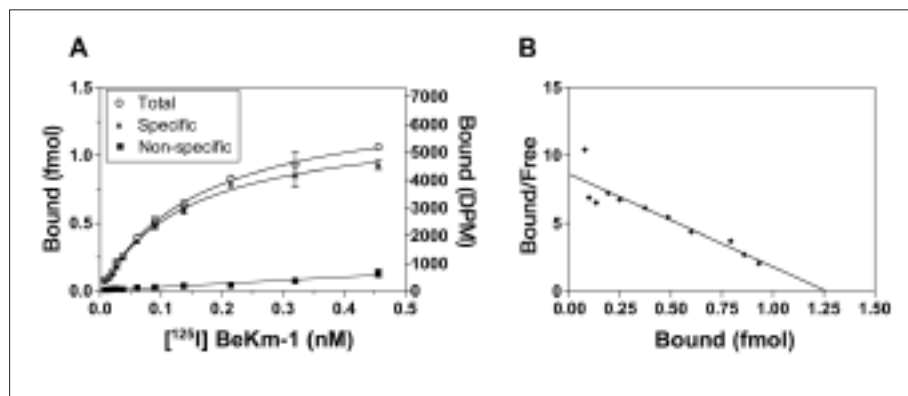 A
B
Total
Specific
Non-specific
Bound (fmol)
1.5
1.0
0.5
0.0
7000
6000
5000
4000
3000
2000
1000
0
Bound (DPM)
0.0 0.1 0.2 0.3 0.4 0.5
[¹²⁵I] BeKm-1 (nM)
Bound/Free
15
10
5
0
0.00 0.25 0.50 0.75 1.00 1.25 1.50
Bound (fmol)